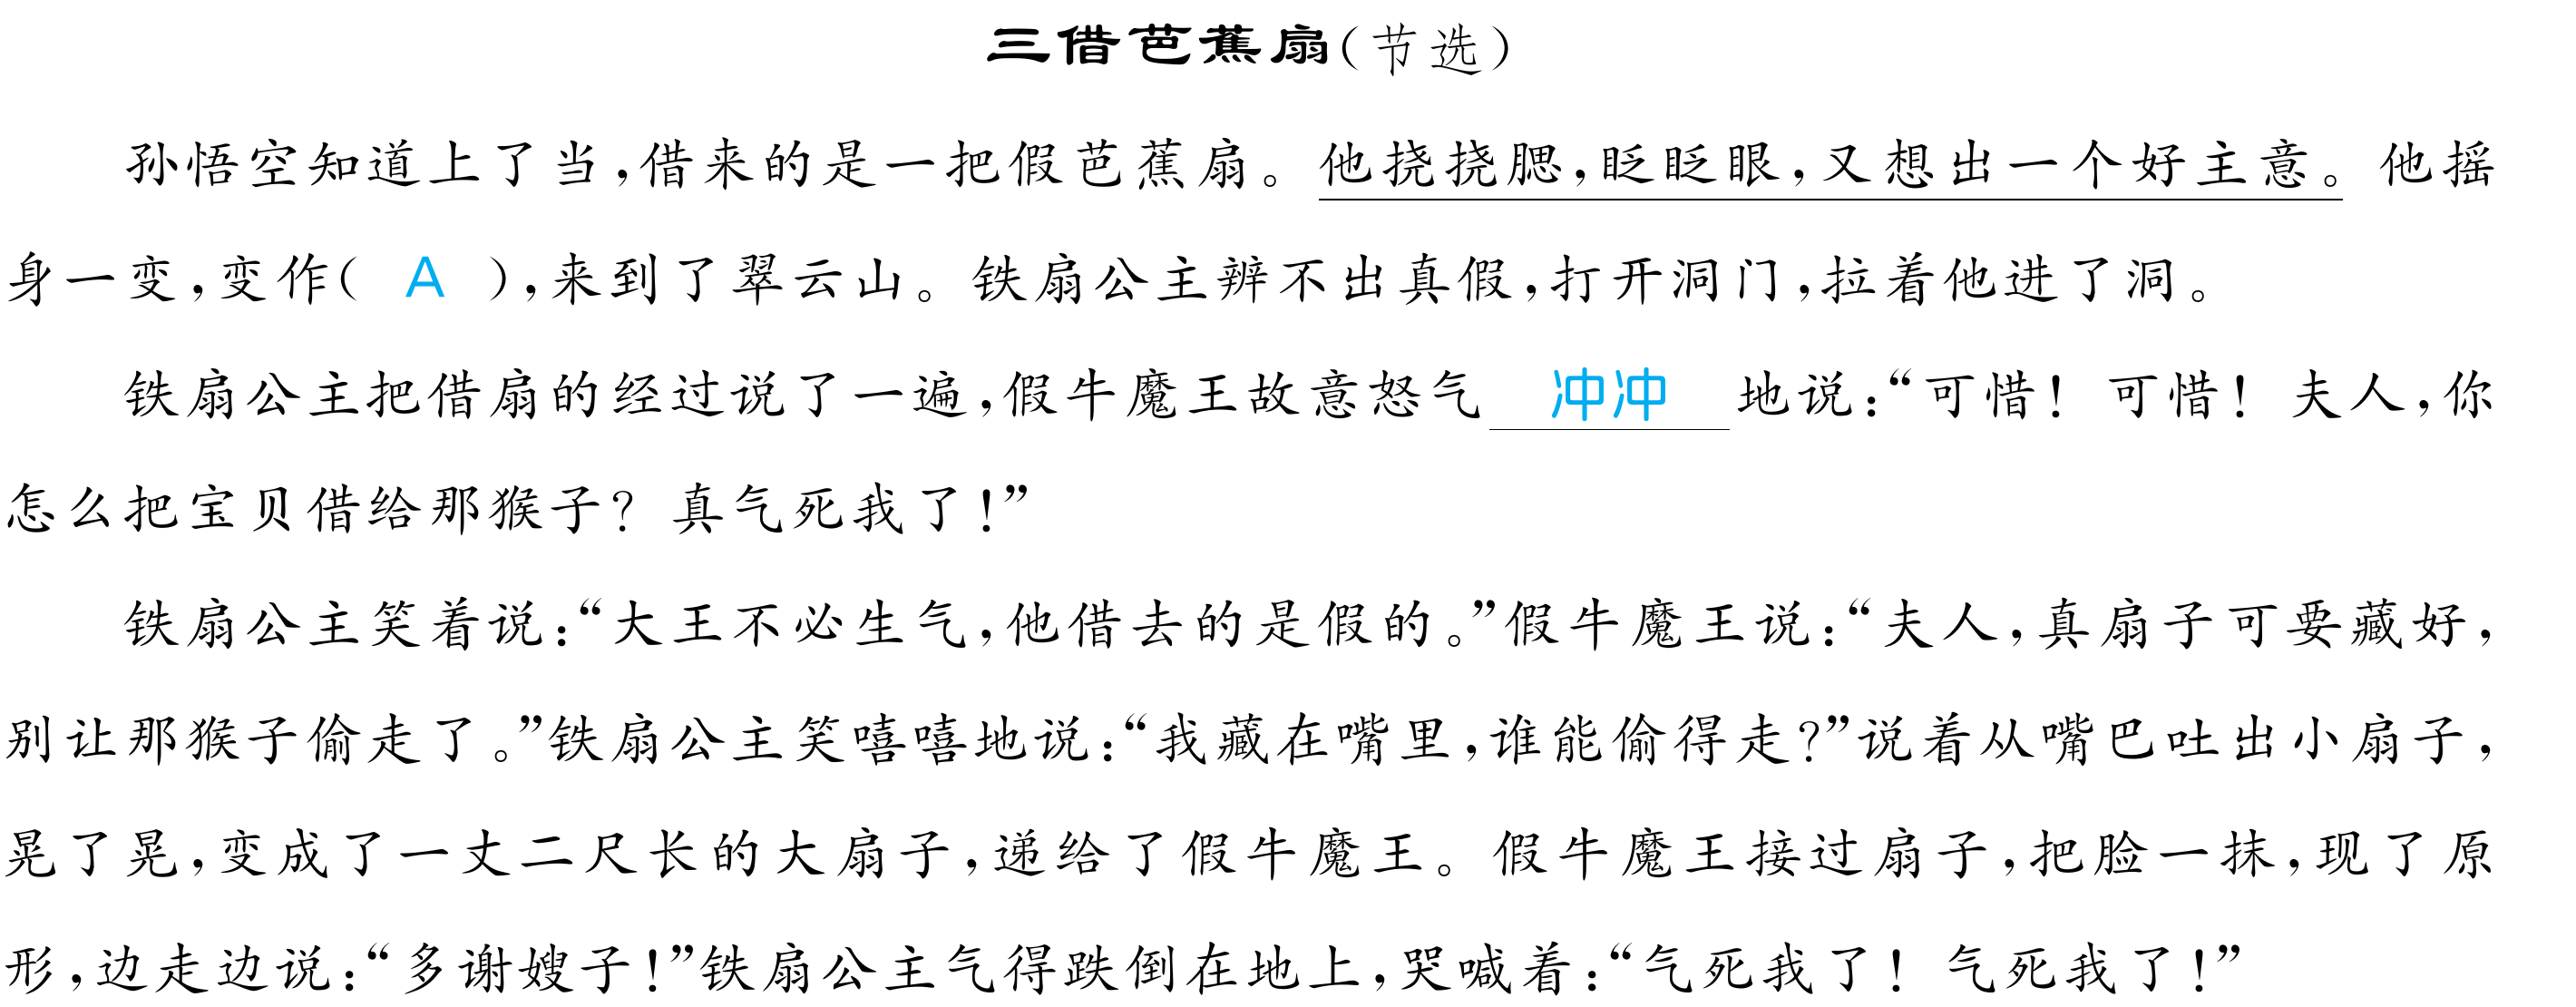 三借芭蕉扇(节选)
孙悟空知道上了当,借来的是一把假芭蕉扇。他挠挠腮,眨眨眼,又想出一个好主意。他摇
身一变,变作( A ),来到了翠云山。铁扇公主辨不出真假,打开洞门,拉着他进了洞。
铁扇公主把借扇的经过说了一遍,假牛魔王故意怒气 冲冲 地说:“可惜!可惜!夫人,你
怎么把宝贝借给那猴子?真气死我了!”
铁扇公主笑着说:“大王不必生气,他借去的是假的。”假牛魔王说:“夫人,真扇子可要藏好,
别让那猴子偷走了。”铁扇公主笑嘻嘻地说:“我藏在嘴里,谁能偷得走?”说着从嘴巴吐出小扇子,
晃了晃,变成了一丈二尺长的大扇子,递给了假牛魔王。假牛魔王接过扇子,把脸一抹,现了原
形,边走边说:“多谢嫂子!”铁扇公主气得跌倒在地上,哭喊着:“气死我了!气死我了!”